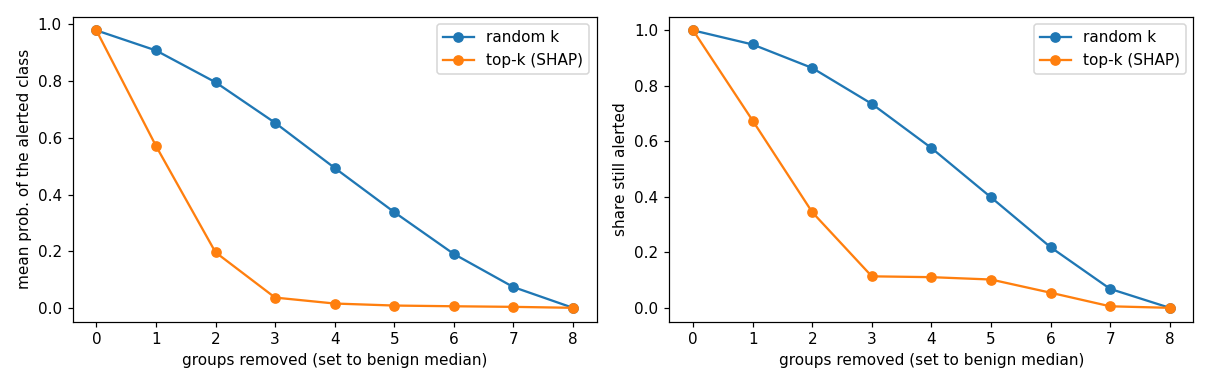 mean prob. of the alerted class
1.0
0.8
0.6
0.4
0.2
0.0
random k
top-k (SHAP)
0 1 2 3 4 5 6 7 8
groups removed (set to benign median)
share still alerted
1.0
0.8
0.6
0.4
0.2
0.0
random k
top-k (SHAP)
0 1 2 3 4 5 6 7 8
groups removed (set to benign median)